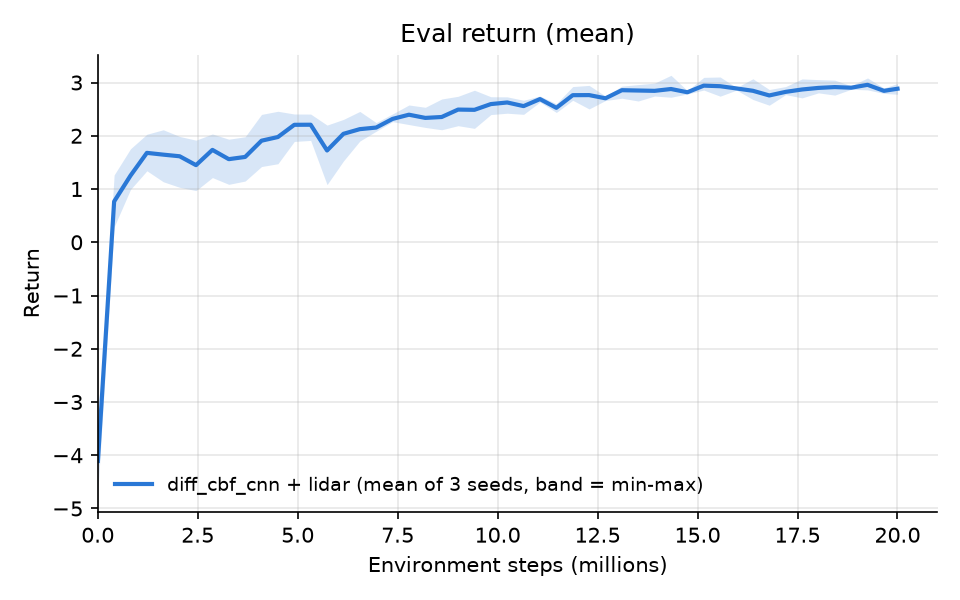 Eval return (mean)
3
2
1
0
−1
−2
−3
−4
−5
Return
diff_cbf_cnn + lidar (mean of 3 seeds, band = min-max)
0.0 2.5 5.0 7.5 10.0 12.5 15.0 17.5 20.0
Environment steps (millions)